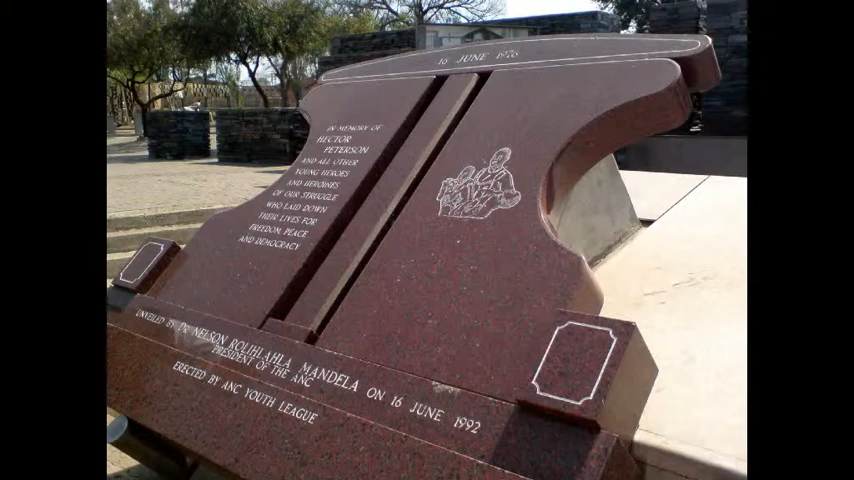 16 JUNE 1976
IN MEMORY OF
HECTOR
PETERSON
AND ALL OTHER
YOUNG HEROES
AND HEROINES
OF OUR STRUGGLE
WHO LAID DOWN
THEIR LIVES FOR
FREEDOM, PEACE
AND DEMOCRACY
UNVEILED BY DR NELSON ROLIHLAHLA MANDELA ON 16 JUNE 1992
PRESIDENT OF THE ANC
ERECTED BY ANC YOUTH LEAGUE